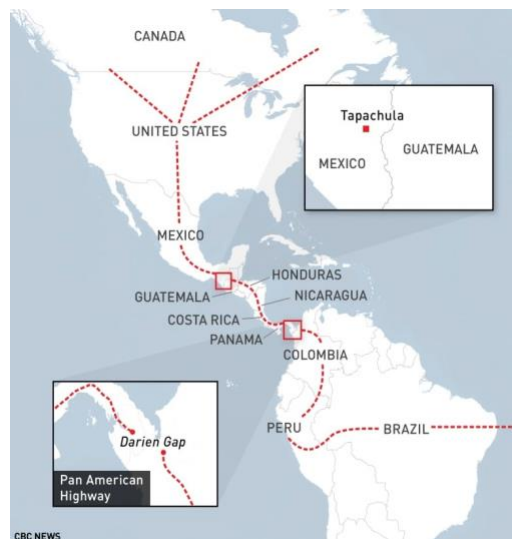 CANADA
UNITED STATES
Tapachula
MEXICO
GUATEMALA
MEXICO
HONDURAS
GUATEMALA
NICARAGUA
COSTA RICA
PANAMA
COLOMBIA
PERU
BRAZIL
Darien Gap
Pan American
Highway
CBC NEWS